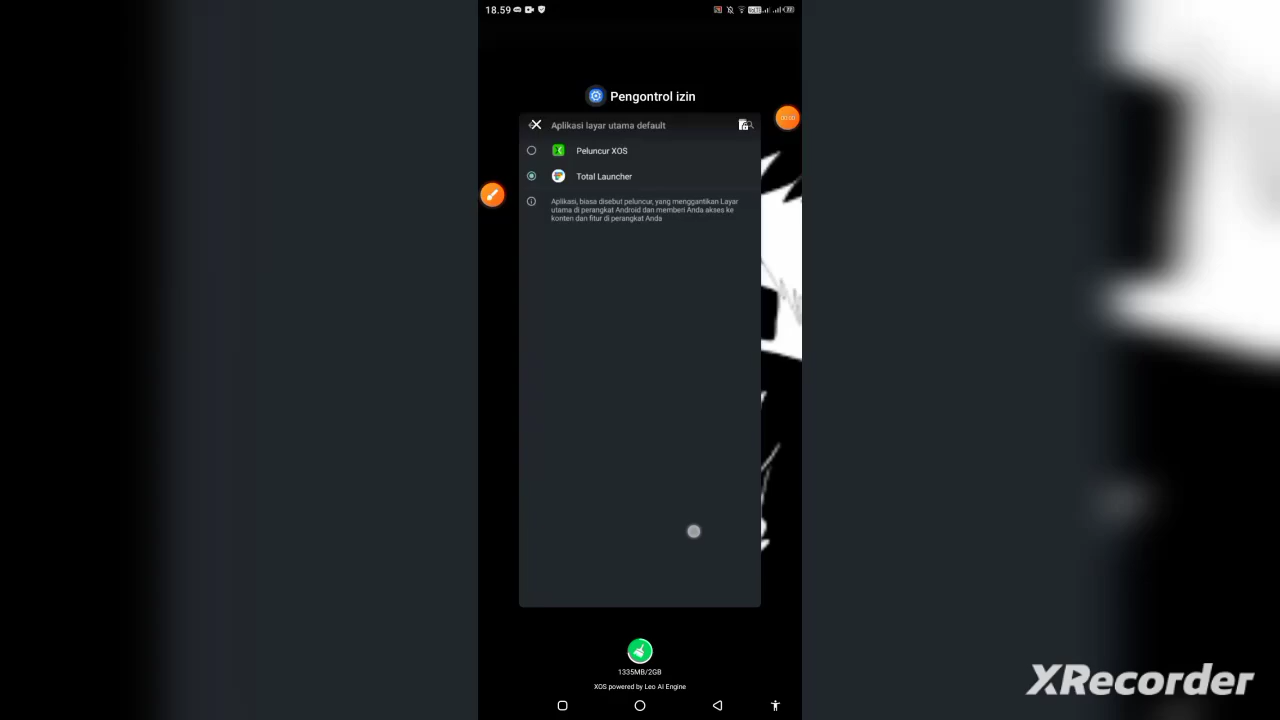 18.59
Pengontrol izin
Aplikasi layar utama default
00:00
Peluncur XOS
Total Launcher
Aplikasi, biasa disebut peluncur, yang menggantikan Layar
utama di perangkat Android dan memberi Anda akses ke
konten dan fitur di perangkat Anda
1335MB/2GB
XOS powered by Leo AI Engine
XRecorder